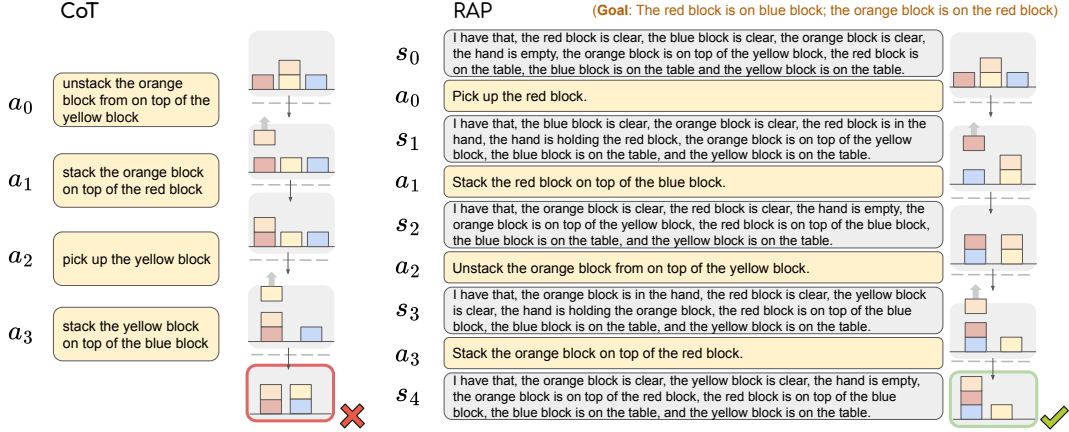 CoT
a0
unstack the orange
block from on top of the
yellow block
a1
stack the orange block
on top of the red block
a2
pick up the yellow block
a3
stack the yellow block
on top of the blue block
RAP
(Goal: The red block is on blue block; the orange block is on the red block)
s0
I have that, the red block is clear, the blue block is clear, the orange block is clear,
the hand is empty, the orange block is on top of the yellow block, the red block is
on the table, the blue block is on the table and the yellow block is on the table.
a0
Pick up the red block.
s1
I have that, the blue block is clear, the orange block is clear, the red block is in the
hand, the hand is holding the red block, the orange block is on top of the yellow
block, the blue block is on the table, and the yellow block is on the table.
a1
Stack the red block on top of the blue block.
s2
I have that, the orange block is clear, the red block is clear, the hand is empty, the
orange block is on top of the yellow block, the red block is on top of the blue block,
the blue block is on the table, and the yellow block is on the table.
a2
Unstack the orange block from on top of the yellow block.
s3
I have that, the orange block is in the hand, the red block is clear, the yellow block
is clear, the hand is holding the orange block, the red block is on top of the blue
block, the blue block is on the table, and the yellow block is on the table.
a3
Stack the orange block on top of the red block.
s4
I have that, the orange block is clear, the yellow block is clear, the hand is empty,
the orange block is on top of the red block, the red block is on top of the blue
block, the blue block is on the table, and the yellow block is on the table.